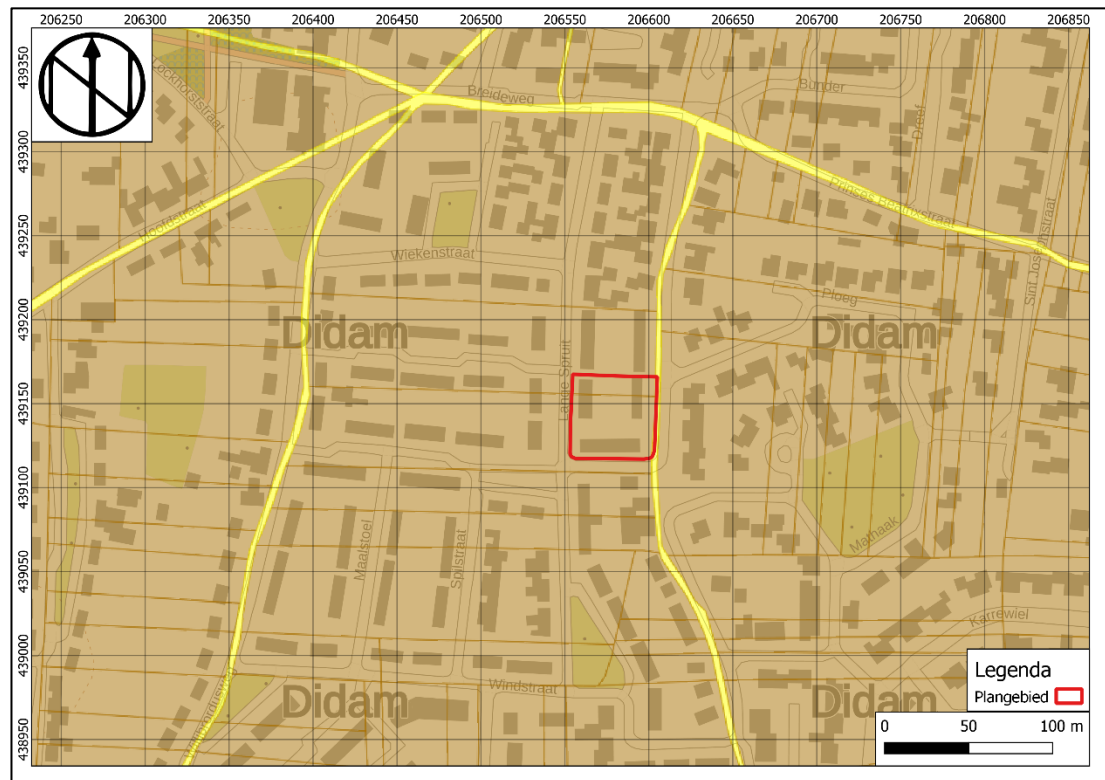 206250 206300 206350 206400 206450 206500 206550 206600 206650 206700 206750 206800 206850
439350
439300
439250
439200
439150
439100
439050
439000
438950
Lockhorststraat
Breideweg
Bunder
Dreef
Hoofdstraat
Prinses Beatrixstraat
Sint Josephstraat
Wiekenstraat
Ploeg
Didam
Didam
Lange Spruit
Maalstoel
Spilstraat
Mathaak
Karrewiel
Windstraat
Didam
Didam
Legenda
Plangebied
0 50 100 m